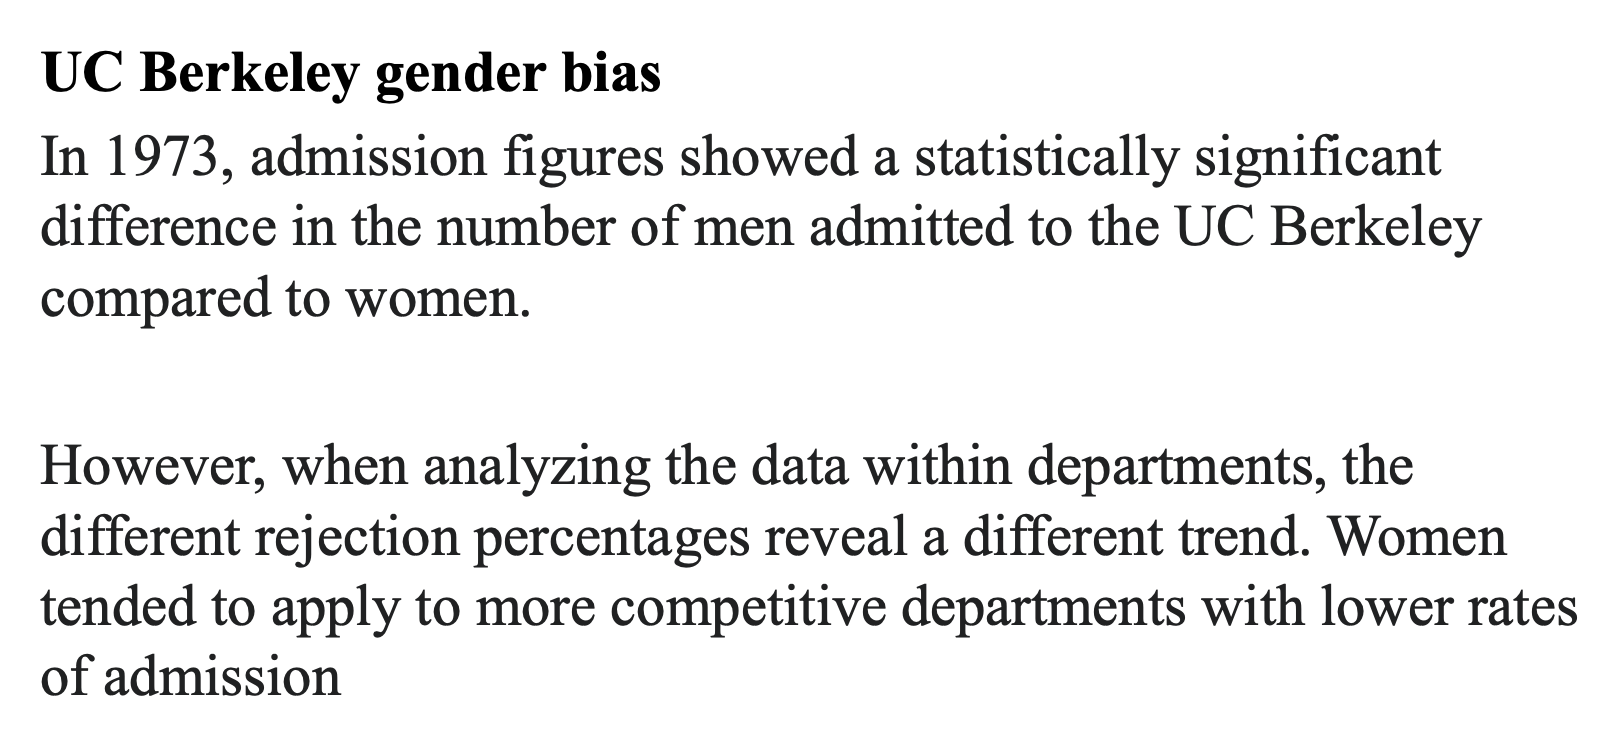 UC Berkeley gender bias
In 1973, admission figures showed a statistically significant
difference in the number of men admitted to the UC Berkeley
compared to women.
However, when analyzing the data within departments, the
different rejection percentages reveal a different trend. Women
tended to apply to more competitive departments with lower rates
of admission